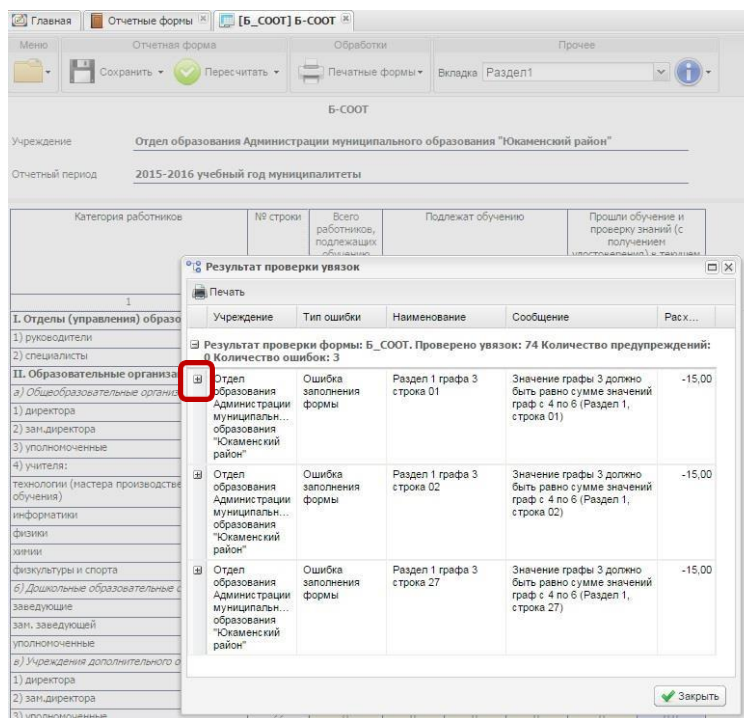 Главная
Отчетные формы
[Б_СООТ] Б-СООТ
Меню
Отчетная форма
Обработки
Прочее
Сохранить
Пересчитать
Печатные формы
Вкладка Раздел1
Б-СООТ
Учреждение Отдел образования Администрации муниципального образования "Юкаменский район"
Отчетный период 2015-2016 учебный год муниципалитеты
Категория работников
№ строки
Всего
работников,
подлежащих
обучению
Подлежат обучению
Прошли обучение и
проверку знаний (с
получением
удостоверения) в текущем
1
I. Отделы (управления) образо
1) руководители
2) специалисты
II. Образовательные организа
а) Общеобразовательные организ
1) директора
2) зам.директора
3) уполномоченные
4) учителя:
технологии (мастера производстве
обучения)
информатики
физики
химии
физкультуры и спорта
б) Дошкольные образовательные о
заведующие
зам. заведующей
уполномоченные
в) Учреждения дополнительного о
1) директора
2) зам.директора
3) уполномоченные
Результат проверки увязок
Печать
Учреждение Тип ошибки Наименование Сообщение Расх...
Результат проверки формы: Б_СООТ. Проверено увязок: 74 Количество предупреждений:
0 Количество ошибок: 3
Отдел
образования
Администрации
муниципальн...
образования
"Юкаменский
район"
Ошибка
заполнения
формы
Раздел 1 графа 3
строка 01
Значение графы 3 должно
быть равно сумме значений
граф с 4 по 6 (Раздел 1,
строка 01)
-15,00
Отдел
образования
Администрации
муниципальн...
образования
"Юкаменский
район"
Ошибка
заполнения
формы
Раздел 1 графа 3
строка 02
Значение графы 3 должно
быть равно сумме значений
граф с 4 по 6 (Раздел 1,
строка 02)
-15,00
Отдел
образования
Администрации
муниципальн...
образования
"Юкаменский
район"
Ошибка
заполнения
формы
Раздел 1 графа 3
строка 27
Значение графы 3 должно
быть равно сумме значений
граф с 4 по 6 (Раздел 1,
строка 27)
-15,00
Закрыть